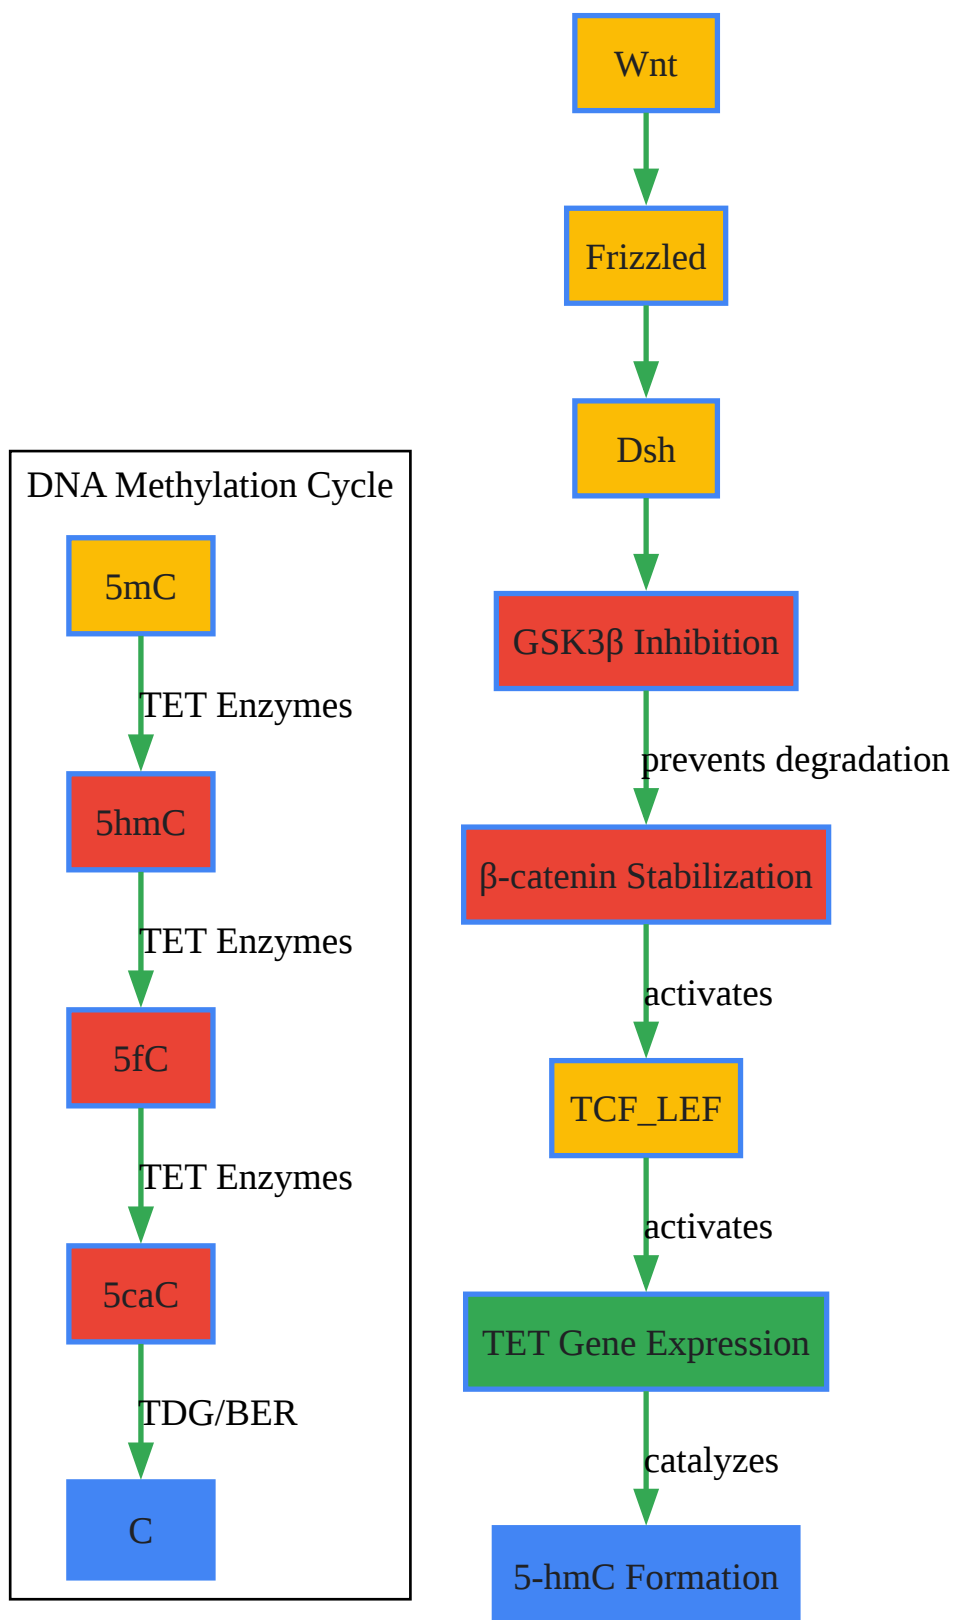 Wnt
Frizzled
Dsh
GSK3β Inhibition
prevents degradation
β-catenin Stabilization
activates
TCF_LEF
activates
TET Gene Expression
catalyzes
5-hmC Formation
DNA Methylation Cycle
5mC
TET Enzymes
5hmC
TET Enzymes
5fC
TET Enzymes
5caC
TDG/BER
C